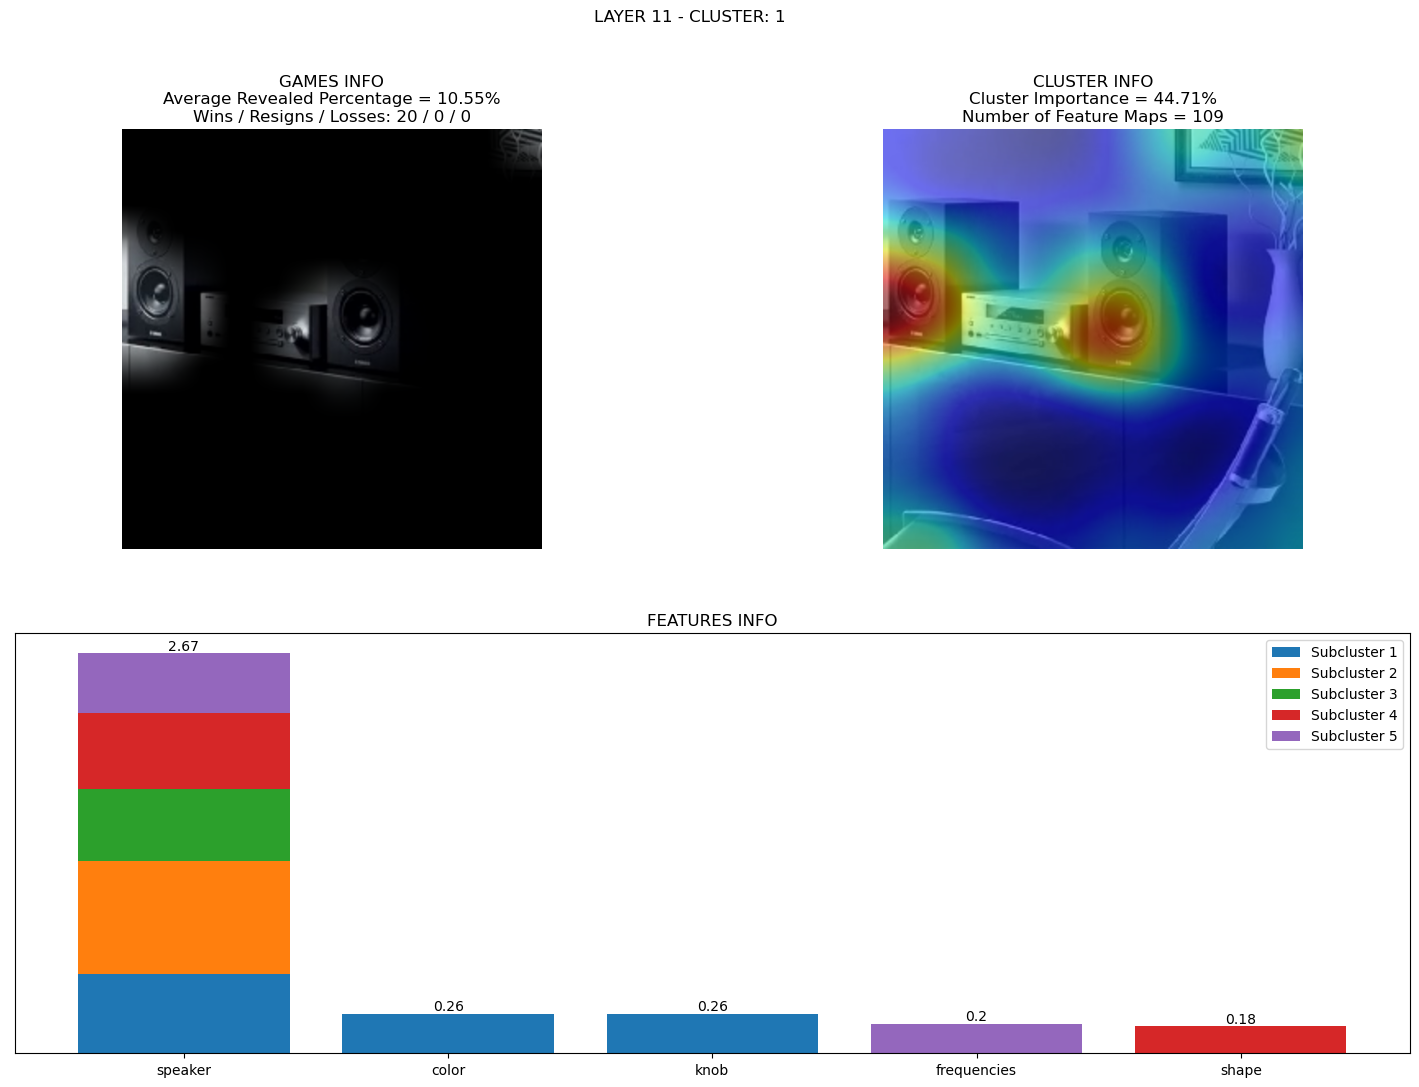 LAYER 11 - CLUSTER: 1
GAMES INFO
Average Revealed Percentage = 10.55%
Wins / Resigns / Losses: 20 / 0 / 0
CLUSTER INFO
Cluster Importance = 44.71%
Number of Feature Maps = 109
FEATURES INFO
2.67
0.26
0.26
0.2
0.18
Subcluster 1
Subcluster 2
Subcluster 3
Subcluster 4
Subcluster 5
speaker
color
knob
frequencies
shape